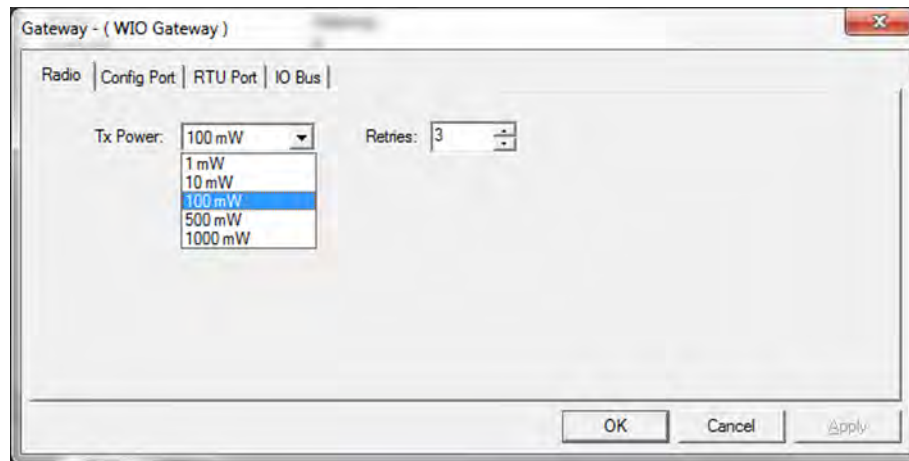 Gateway - ( WIO Gateway )
Radio Config Port RTU Port IO Bus
Tx Power: 100 mW Retries: 3
1 mW
10 mW
100 mW
500 mW
1000 mW
OK Cancel Apply